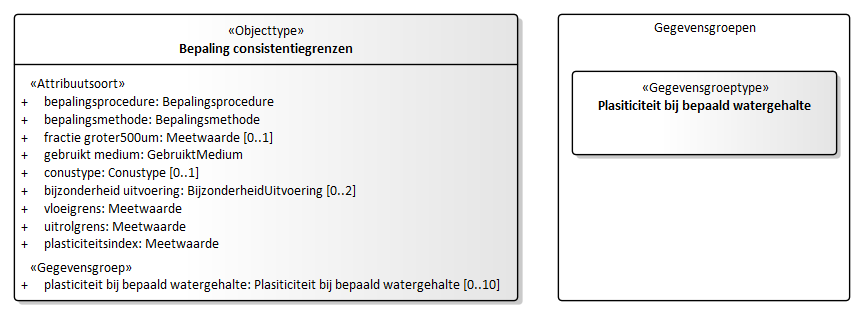 «Objecttype»
Bepaling consistentiegrenzen
«Attribuutsoort»
+ bepalingsprocedure: Bepalingsprocedure
+ bepalingsmethode: Bepalingsmethode
+ fractie groter500um: Meetwaarde [0..1]
+ gebruikt medium: GebruiktMedium
+ conustype: Conustype [0..1]
+ bijzonderheid uitvoering: BijzonderheidUitvoering [0..2]
+ vloeigrens: Meetwaarde
+ uitrolgrens: Meetwaarde
+ plasticiteitsindex: Meetwaarde
«Gegevensgroep»
+ plasticiteit bij bepaald watergehalte: Plasiticiteit bij bepaald watergehalte [0..10]
Gegevensgroepen
«Gegevensgroeptype»
Plasiticiteit bij bepaald watergehalte